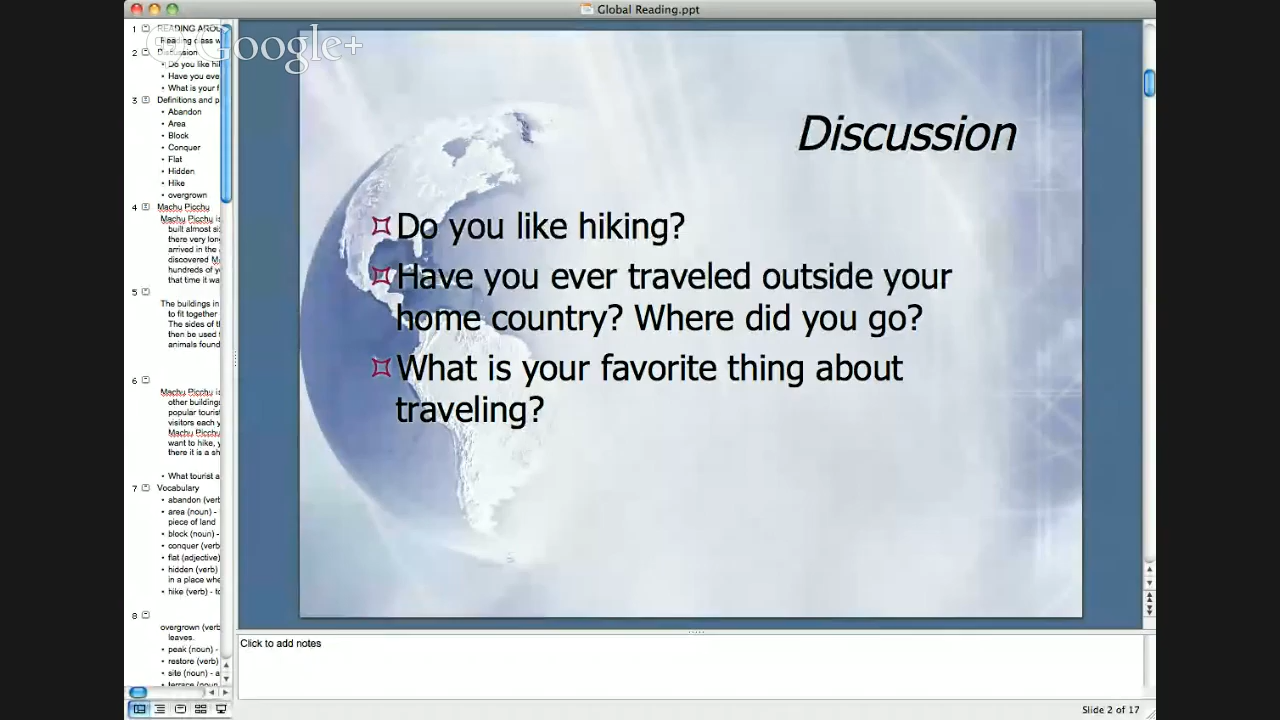 Global Reading.ppt
Google+
1 READING AROU
Reading class w
2 Discussion
• Do you like hi
• Have you eve
• What is your f
3 Definitions and p
• Abandon
• Area
• Block
• Conquer
• Flat
• Hidden
• Hike
• overgrown
4 Machu Picchu
Machu Picchu is
built almost si
there very lon
arrived in the
discovered M
hundreds of y
that time it wa
5
The buildings in
to fit together
The sides of t
then be used
animals found
6
Machu Picchu is
other building
popular touris
visitors each y
Machu Picchu
want to hike, y
there it is a sh
• What tourist a
7 Vocabulary
• abandon (verb
• area (noun) -
piece of land
• block (noun) -
• conquer (verb
• flat (adjective)
• hidden (verb)
in a place whe
• hike (verb) - to
8
overgrown (verb
leaves.
• peak (noun) -
• restore (verb)
• site (noun) - a
• terrace (noun
Discussion
Do you like hiking?
Have you ever traveled outside your
home country? Where did you go?
What is your favorite thing about
traveling?
Click to add notes
Slide 2 of 17